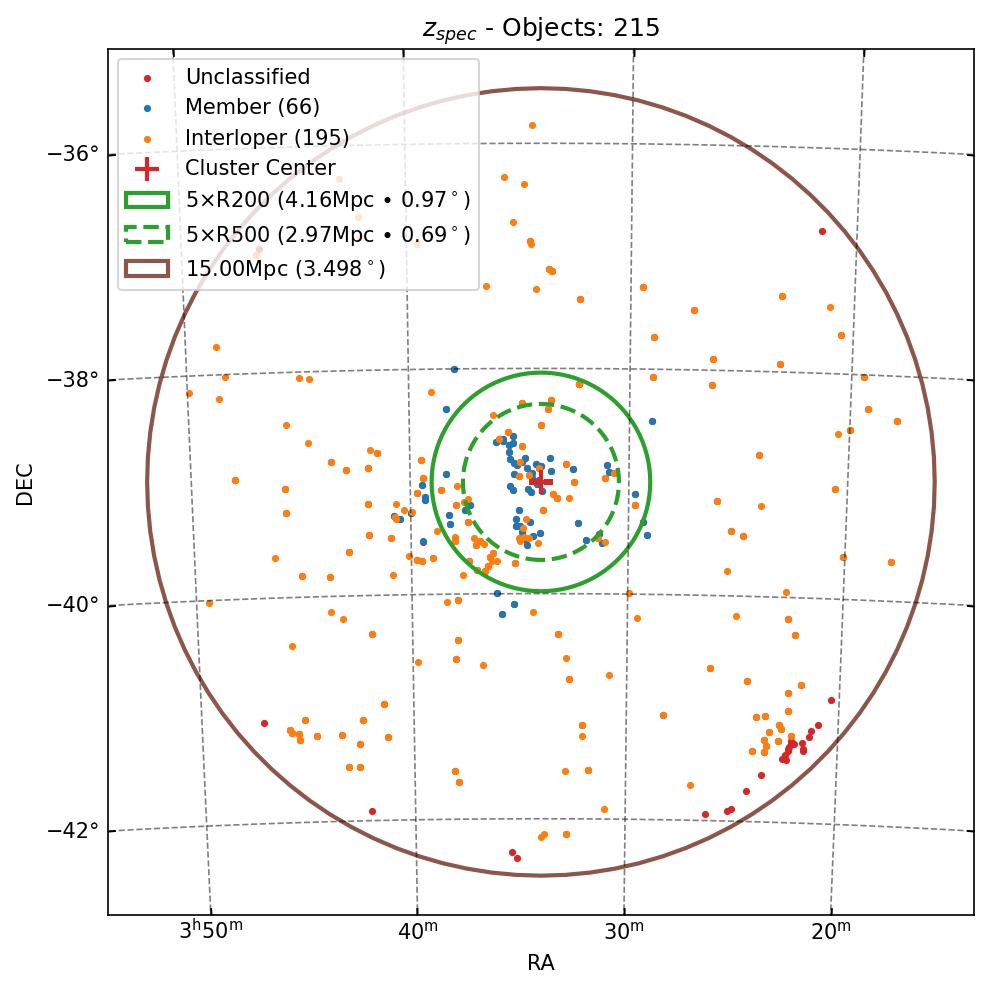 z_spec - Objects: 215
Unclassified
Member (66)
Interloper (195)
Cluster Center
5×R200 (4.16Mpc • 0.97°)
5×R500 (2.97Mpc • 0.69°)
15.00Mpc (3.498°)
−36°
−38°
−40°
−42°
DEC
3ʰ50ᵐ
40ᵐ
30ᵐ
20ᵐ
RA